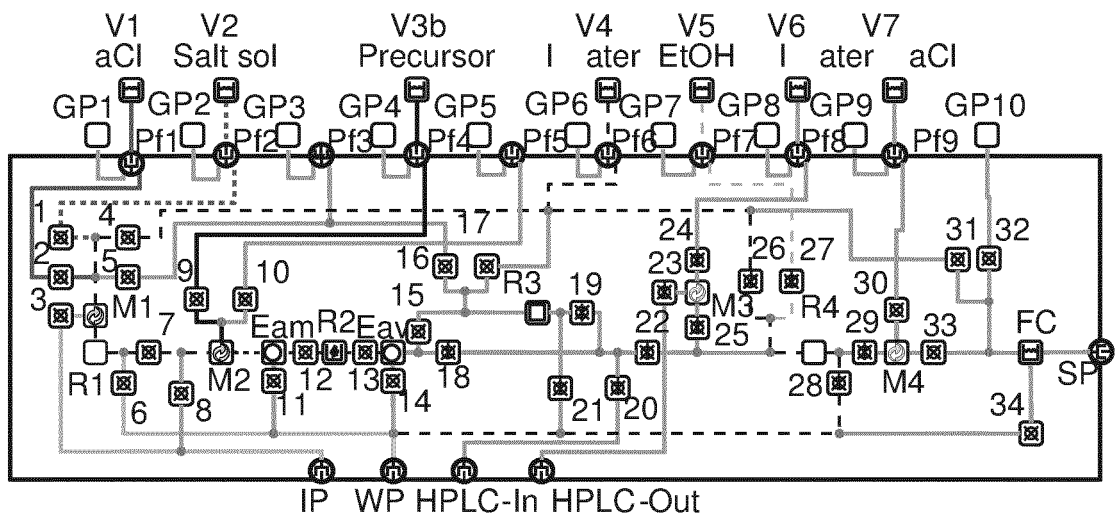 V1 V2 V3b V4 V5 V6 V7
aCl Salt sol Precursor I ater EtOH I ater aCl
GP1 GP2 GP3 GP4 GP5 GP6 GP7 GP8 GP9 GP10
Pf1 Pf2 Pf3 Pf4 Pf5 Pf6 Pf7 Pf8 Pf9
1 4 17 24 31 32
2 5 9 10 16 R3 23 26 27
3 M1 15 19 M3 R4 30
7 Eam R2 Eav 22 25 29 33 FC
R1 M2 12 13 18 28 M4 SP
6 8 11 14 21 20 34
IP WP HPLC-In HPLC-Out